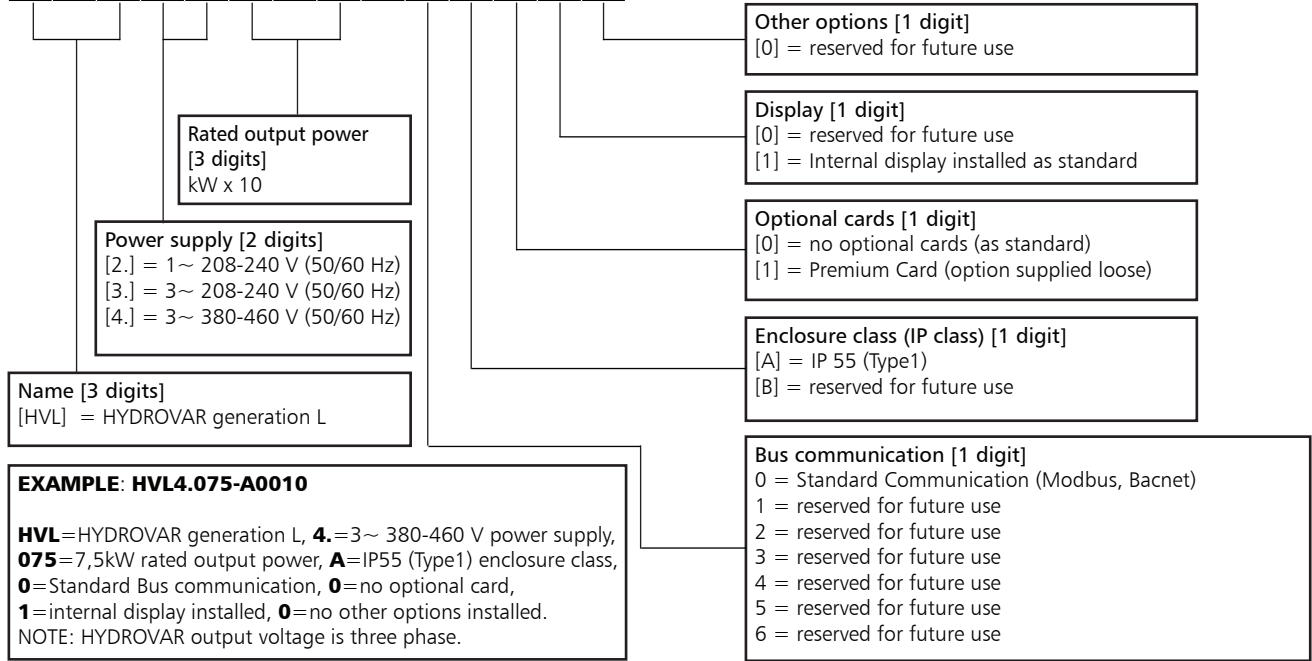 Other options [1 digit]
[0] = reserved for future use
Display [1 digit]
[0] = reserved for future use
[1] = Internal display installed as standard
Rated output power
[3 digits]
kW x 10
Optional cards [1 digit]
[0] = no optional cards (as standard)
[1] = Premium Card (option supplied loose)
Power supply [2 digits]
[2.] = 1~ 208-240 V (50/60 Hz)
[3.] = 3~ 208-240 V (50/60 Hz)
[4.] = 3~ 380-460 V (50/60 Hz)
Enclosure class (IP class) [1 digit]
[A] = IP 55 (Type1)
[B] = reserved for future use
Name [3 digits]
[HVL] = HYDROVAR generation L
Bus communication [1 digit]
0 = Standard Communication (Modbus, Bacnet)
1 = reserved for future use
2 = reserved for future use
3 = reserved for future use
4 = reserved for future use
5 = reserved for future use
6 = reserved for future use
EXAMPLE: HVL4.075-A0010
HVL=HYDROVAR generation L, 4.=3~ 380-460 V power supply,
075=7,5kW rated output power, A=IP55 (Type1) enclosure class,
0=Standard Bus communication, 0=no optional card,
1=internal display installed, 0=no other options installed.
NOTE: HYDROVAR output voltage is three phase.